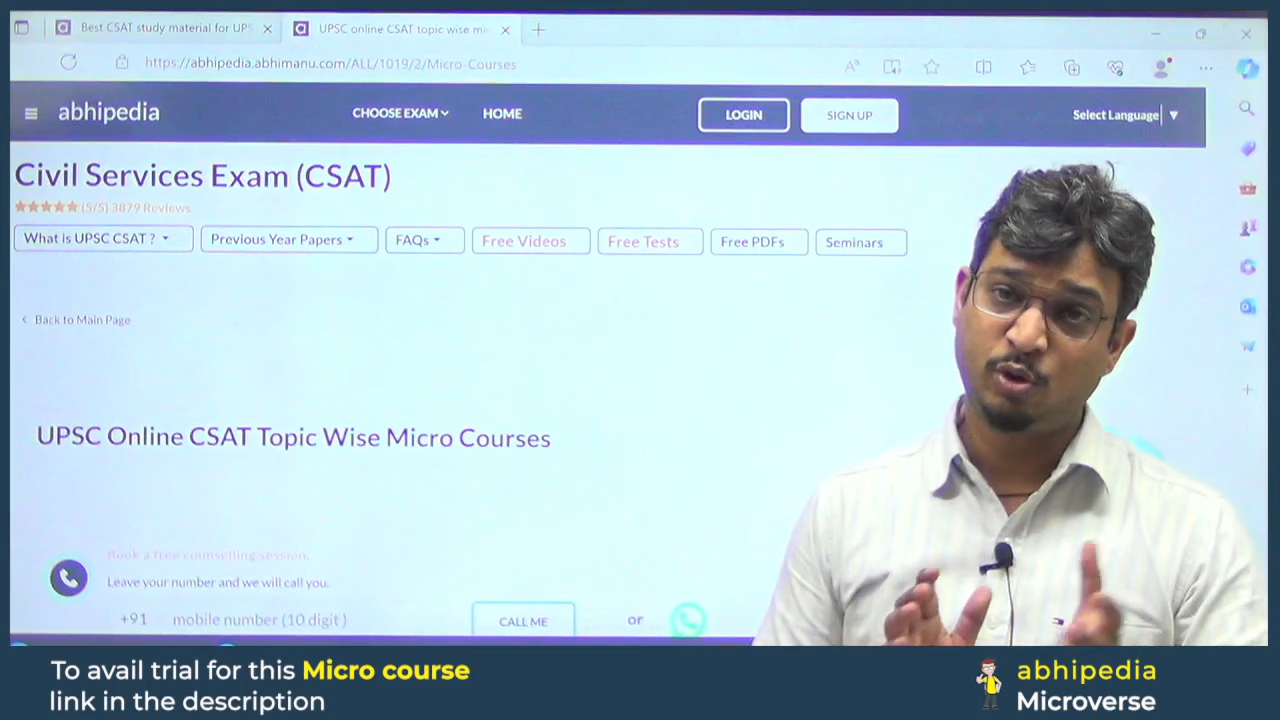 Best CSAT study material for UP
UPSC online CSAT topic wise mi
https://abhipedia.abhimanu.com/ALL/1019/2/Micro-Courses
abhipedia
CHOOSE EXAM
HOME
LOGIN
SIGN UP
Select Language
Civil Services Exam (CSAT)
(5/5) 3879 Reviews
What is UPSC CSAT ?
Previous Year Papers
FAQs
Free Videos
Free Tests
Free PDFs
Seminars
Back to Main Page
UPSC Online CSAT Topic Wise Micro Courses
Book a free counselling session.
Leave your number and we will call you.
+91 mobile number (10 digit )
CALL ME
or
To avail trial for this Micro course
link in the description
abhipedia
Microverse